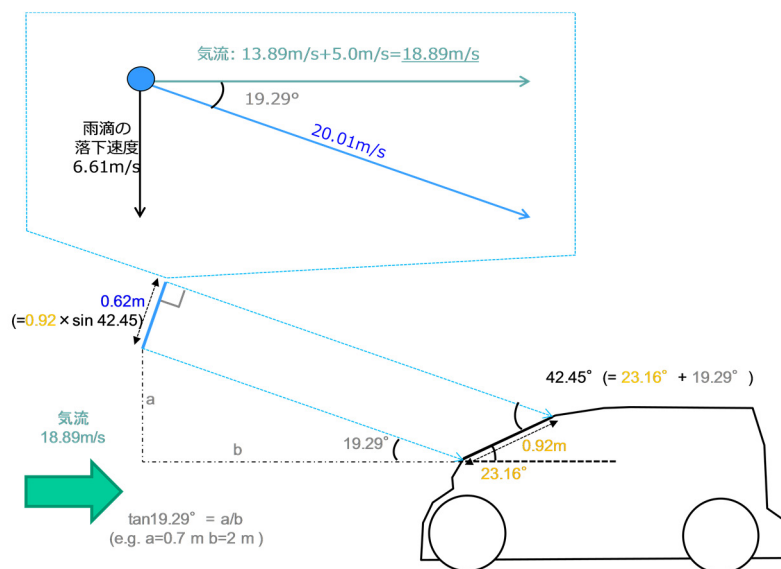 気流: 13.89m/s+5.0m/s=18.89m/s
19.29°
雨滴の
落下速度
6.61m/s
20.01m/s
0.62m
(=0.92×sin 42.45)
42.45° (= 23.16° + 19.29° )
a
気流
18.89m/s
19.29°
b
0.92m
23.16°
tan19.29° = a/b
(e.g. a=0.7 m b=2 m )